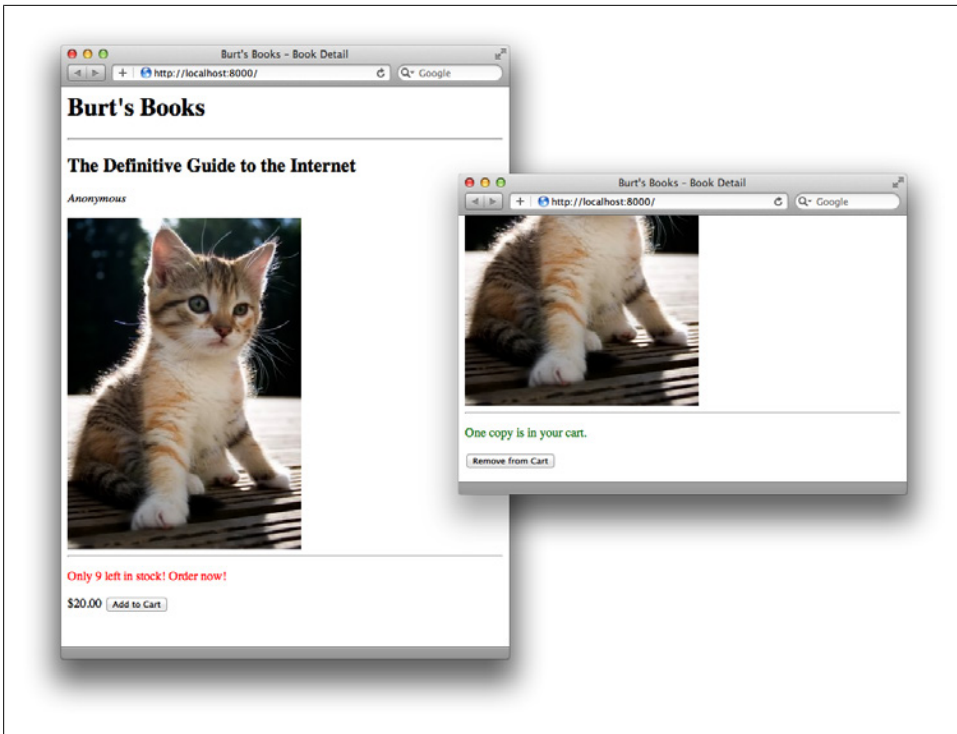 Burt's Books - Book Detail
http://localhost:8000/
Google
Burt's Books
The Definitive Guide to the Internet
Anonymous
Only 9 left in stock! Order now!
$20.00 Add to Cart
Burt's Books - Book Detail
http://localhost:8000/
Google
One copy is in your cart.
Remove from Cart